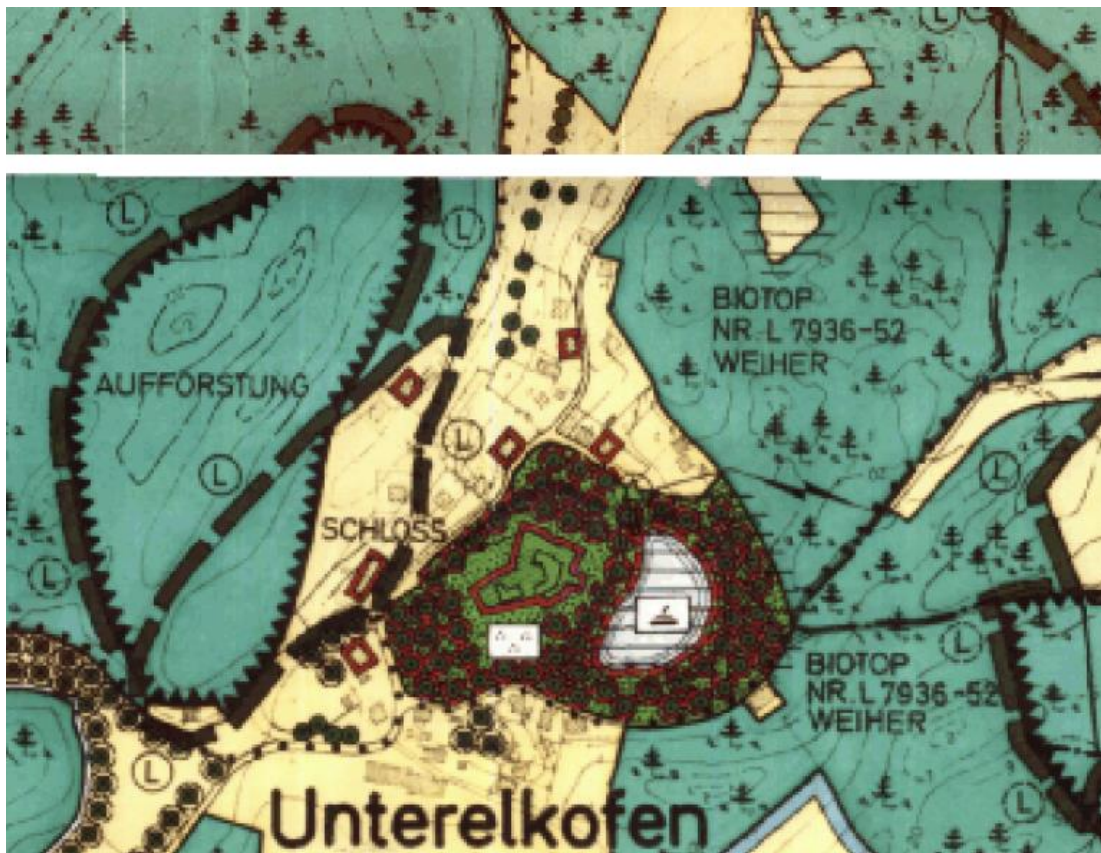 L
L
L
BIOTOP
NR. L 7936-52
WEIHER
AUFFORSTUNG
L
L
L
SCHLOSS
L
L
BIOTOP
NR. L 7936-52
WEIHER
L
L
Unterelkofen